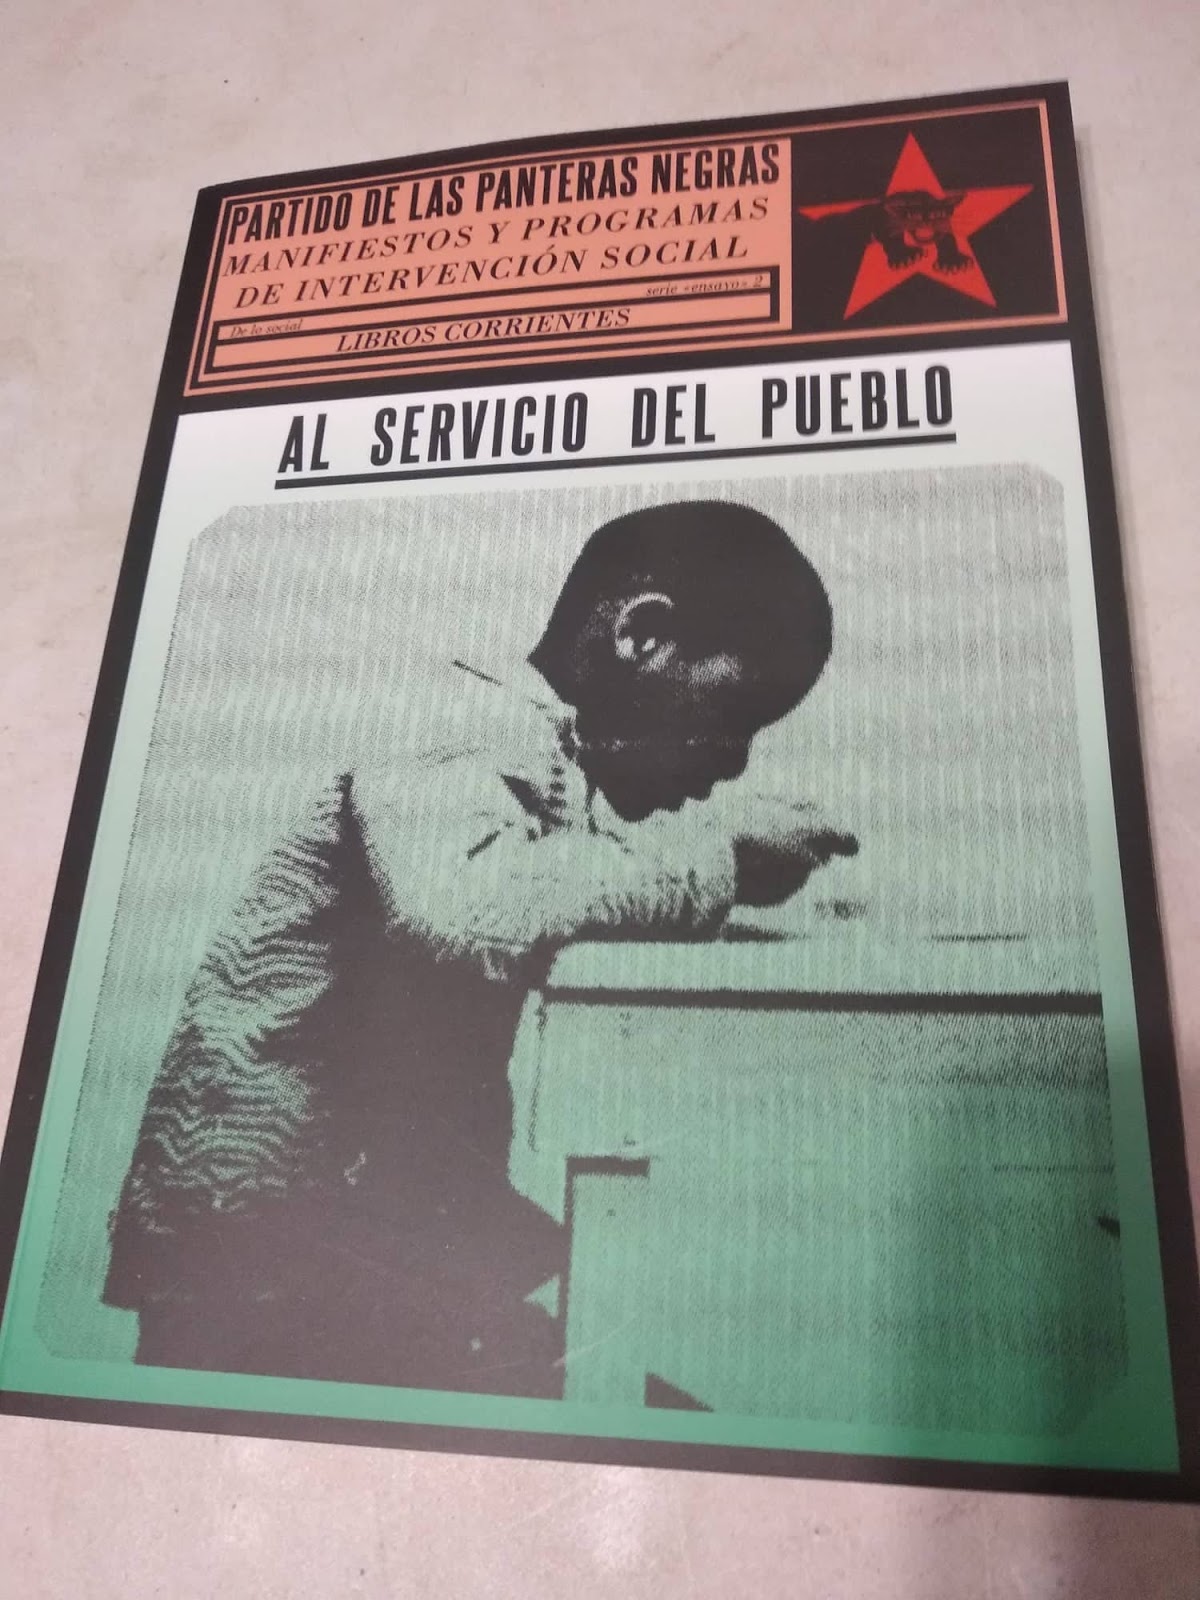 PARTIDO DE LAS PANTERAS NEGRAS
MANIFIESTOS Y PROGRAMAS
DE INTERVENCIÓN SOCIAL
serie «ensayo» 2
De lo social
LIBROS CORRIENTES
AL SERVICIO DEL PUEBLO